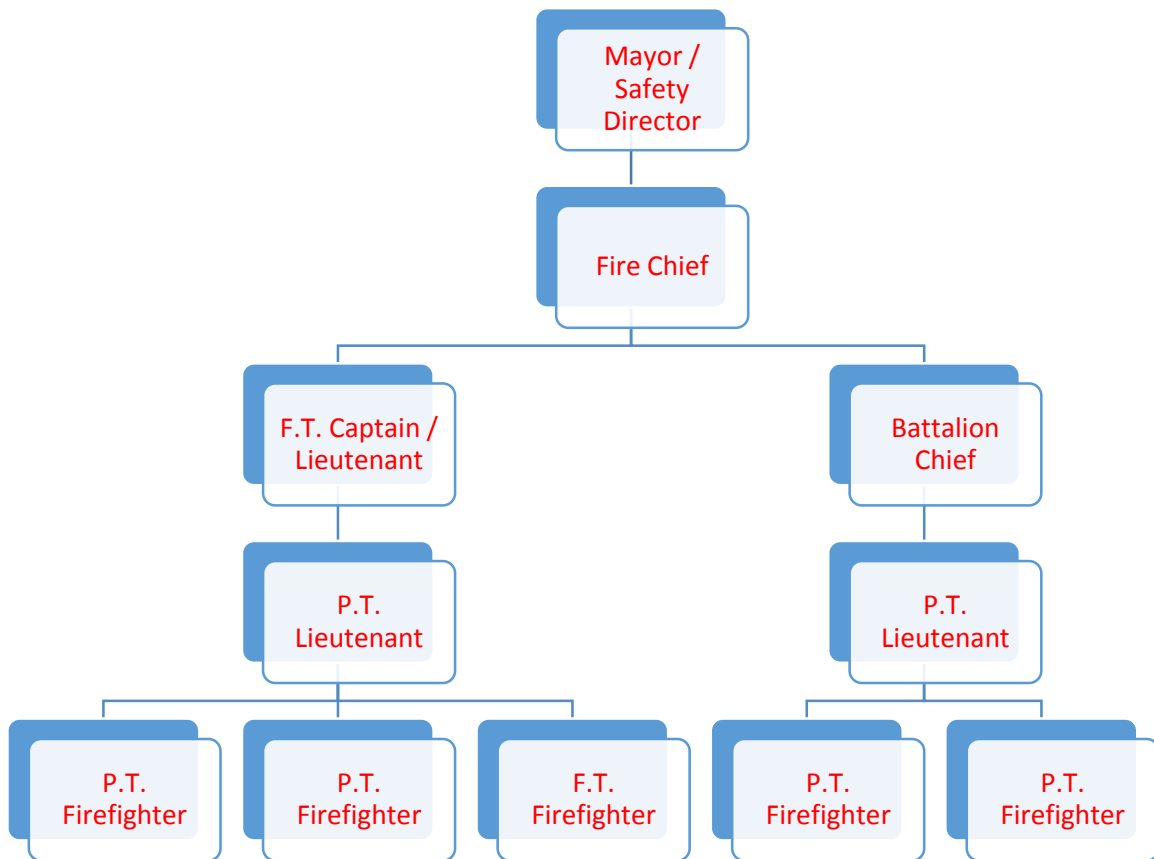 Mayor /
Safety
Director
Fire Chief
F.T. Captain /
Lieutenant
Battalion
Chief
P.T.
Lieutenant
P.T.
Lieutenant
P.T.
Firefighter
P.T.
Firefighter
F.T.
Firefighter
P.T.
Firefighter
P.T.
Firefighter